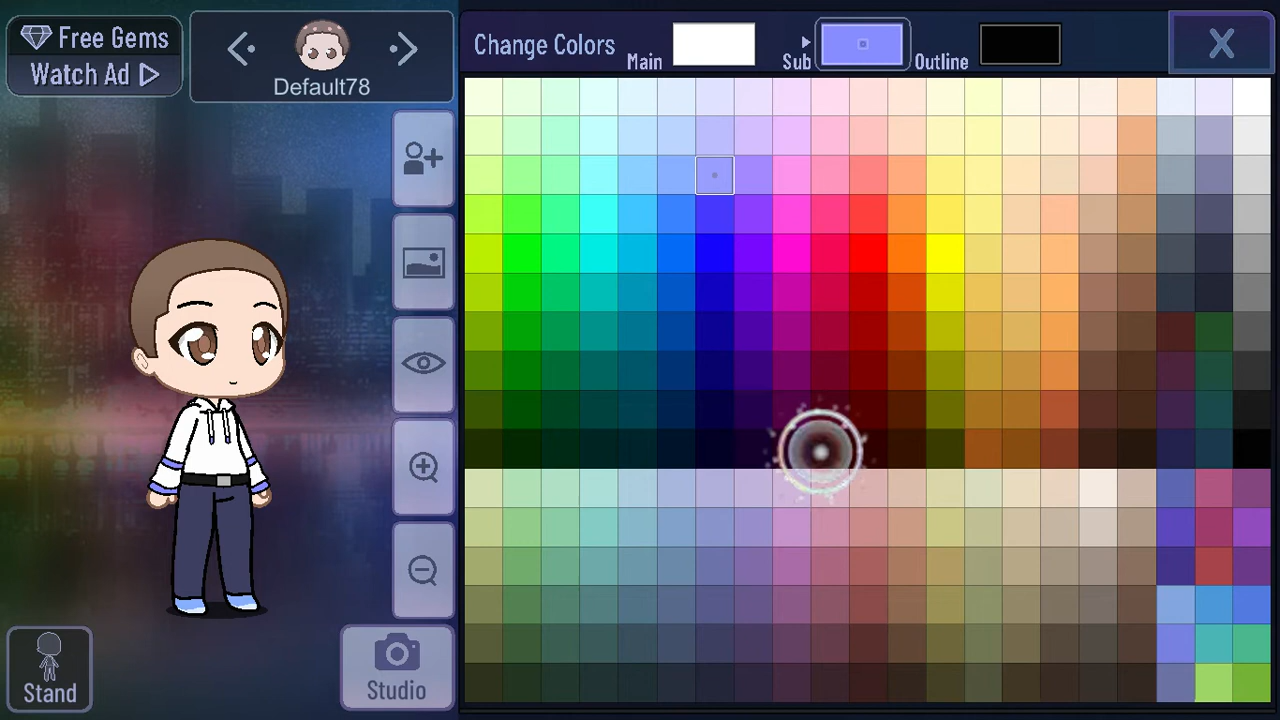 Free Gems
Watch Ad
Default78
Change Colors
Main
Sub
Outline
X
Stand
Studio